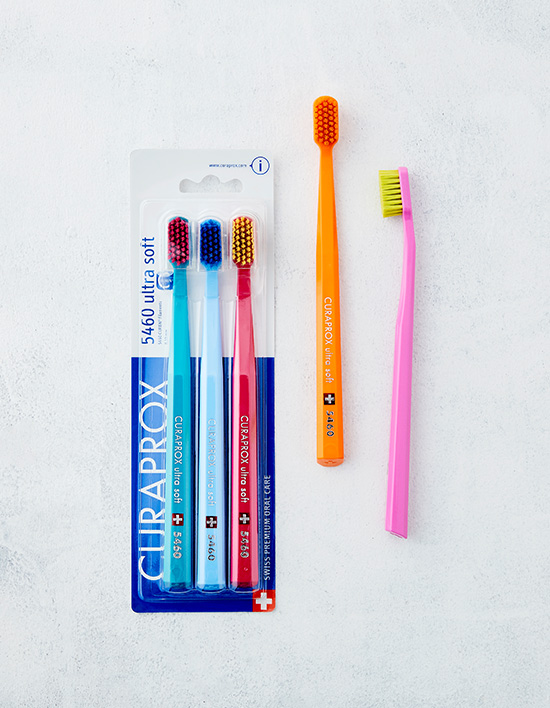 www.curaprox.com
i
5460 ultra soft
CURAPROX
SWISS PREMIUM ORAL CARE
CURAPROX ultra soft
5460
CURAPROX ultra soft
5460
CURAPROX ultra soft
5460
CURAPROX ultra soft
5460